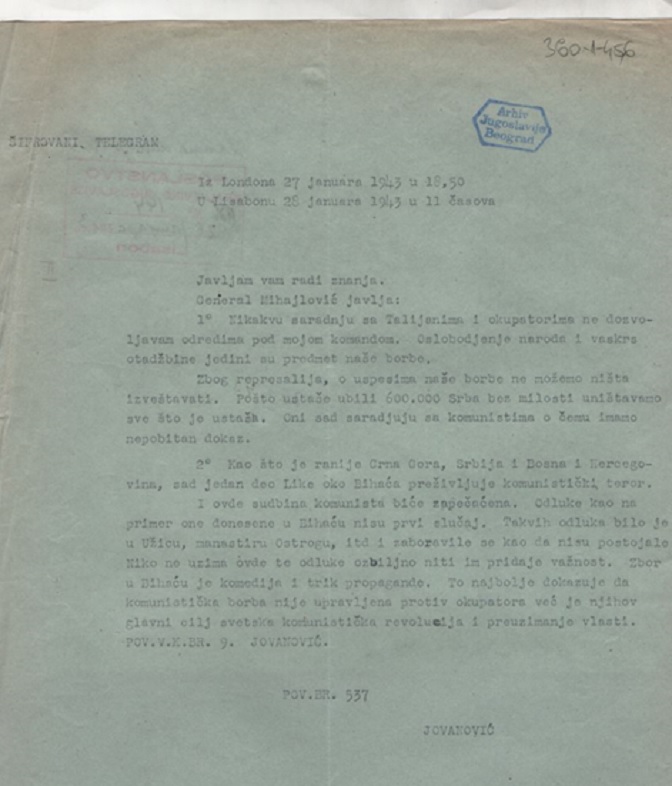 360-1-456
Arhiv
Jugoslavije
Beograd
ŠIFROVANI TELEGRAM
Iz Londona 27 januara 1943 u 18,50
U Lisabonu 28 januara 1943 u 11 časova
Javljam vam radi znanja.
General Mihajlović javlja:
1° Nikakvu saradnju sa Talijenima i okupatorima ne dozvo-
ljavam odredima pod mojom komandom. Oslobodjenje naroda i vaskrs
otadžbine jedini su predmet naše borbe.
Zbog represalija, o uspesima naše borbe ne možemo ništa
izveštavati. Pošto ustaše ubili 600.000 Srba bez milosti uništavamo
sve što je ustaša. Oni sad saradjuju sa komunistima o čemu imamo
nepobitan dokaz.
2° Kao što je ranije Crna Gora, Srbija i Bosna i Hercego-
vina, sad jedan deo Like oko Bihaća preživljuje komunistički teror.
I ovde sudbina komunista biće zapečaćena. Odluke kao na
primer one donesene u Bihaću nisu prvi slučaj. Takvih odluka bilo je
u Užicu, manastiru Ostrogu, itd i zaboravile se kao da nisu postojale
Niko ne uzima ovde te odluke ozbiljno niti im pridaje važnost. Zbor
u Bihaću je komedija i trik propagande. To najbolje dokazuje da
komunistička borba nije upravljena protiv okupatora već je njihov
glavni cilj svetska komunistička revolucija i preuzimanje vlasti.
POV.V.K.BR. 9. JOVANOVIĆ.
POV.BR. 537
JOVANOVIĆ